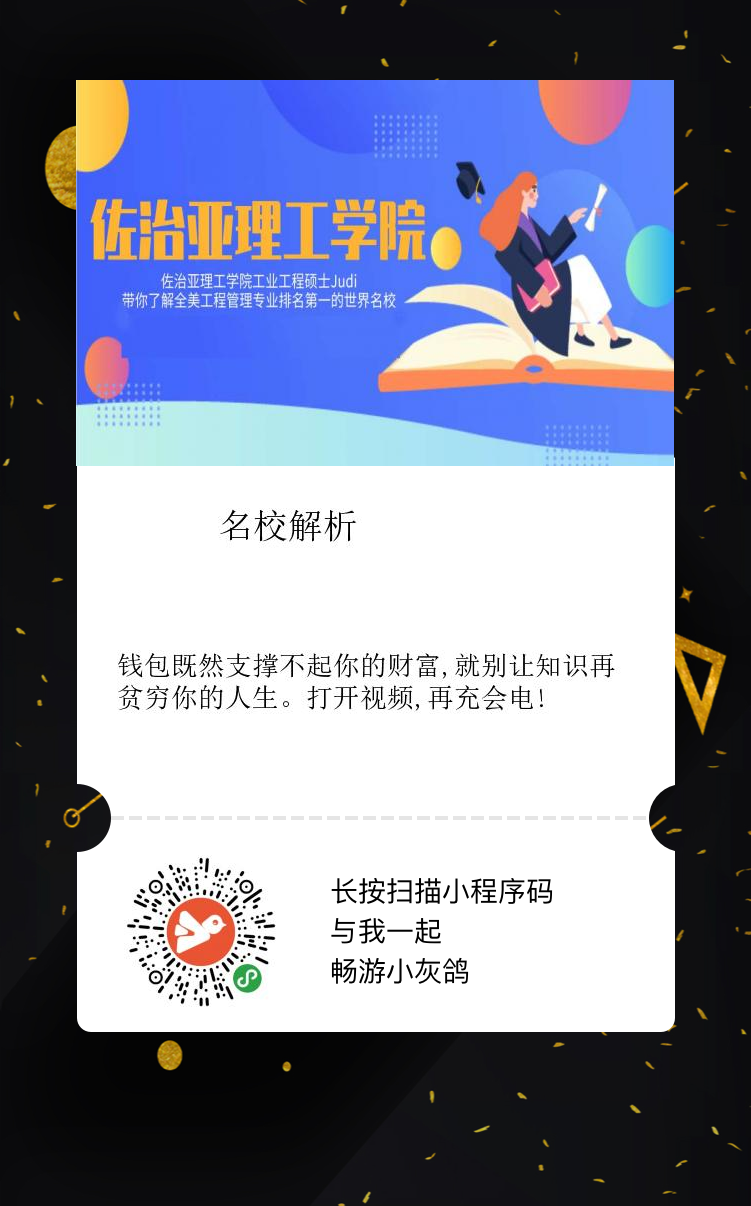 佐治亚理工学院
佐治亚理工学院工业工程硕士Judi
带你了解全美工程管理专业排名第一的世界名校
名校解析
钱包既然支撑不起你的财富,就别让知识再
贫穷你的人生。打开视频,再充会电!
长按扫描小程序码
与我一起
畅游小灰鸽